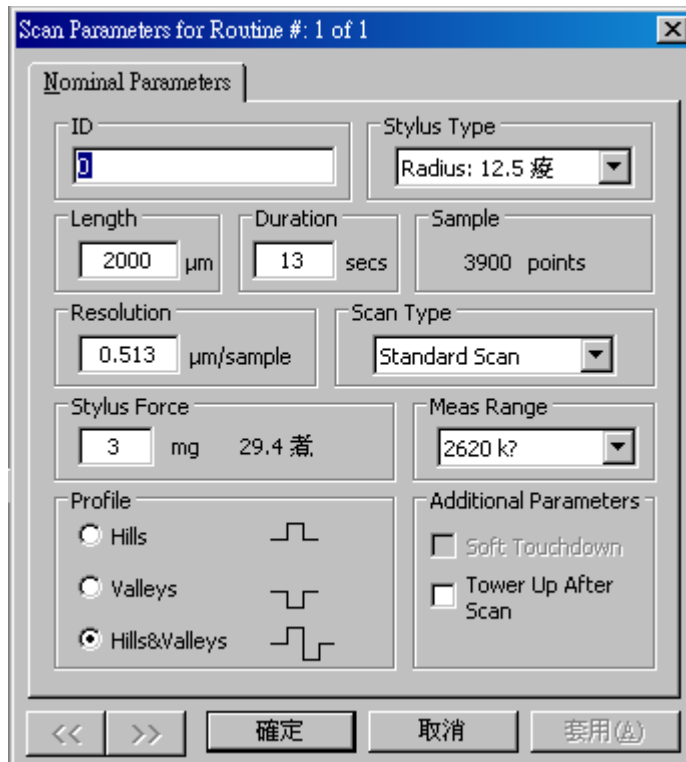 Scan Parameters for Routine #: 1 of 1
Nominal Parameters
ID
0
Stylus Type
Radius: 12.5 痠
Length
2000 µm
Duration
13 secs
Sample
3900 points
Resolution
0.513 µm/sample
Scan Type
Standard Scan
Stylus Force
3 mg 29.4 煮
Meas Range
2620 k?
Profile
Hills
Valleys
Hills&Valleys
Additional Parameters
Soft Touchdown
Tower Up After
Scan
<< >> 確定 取消 套用(A)